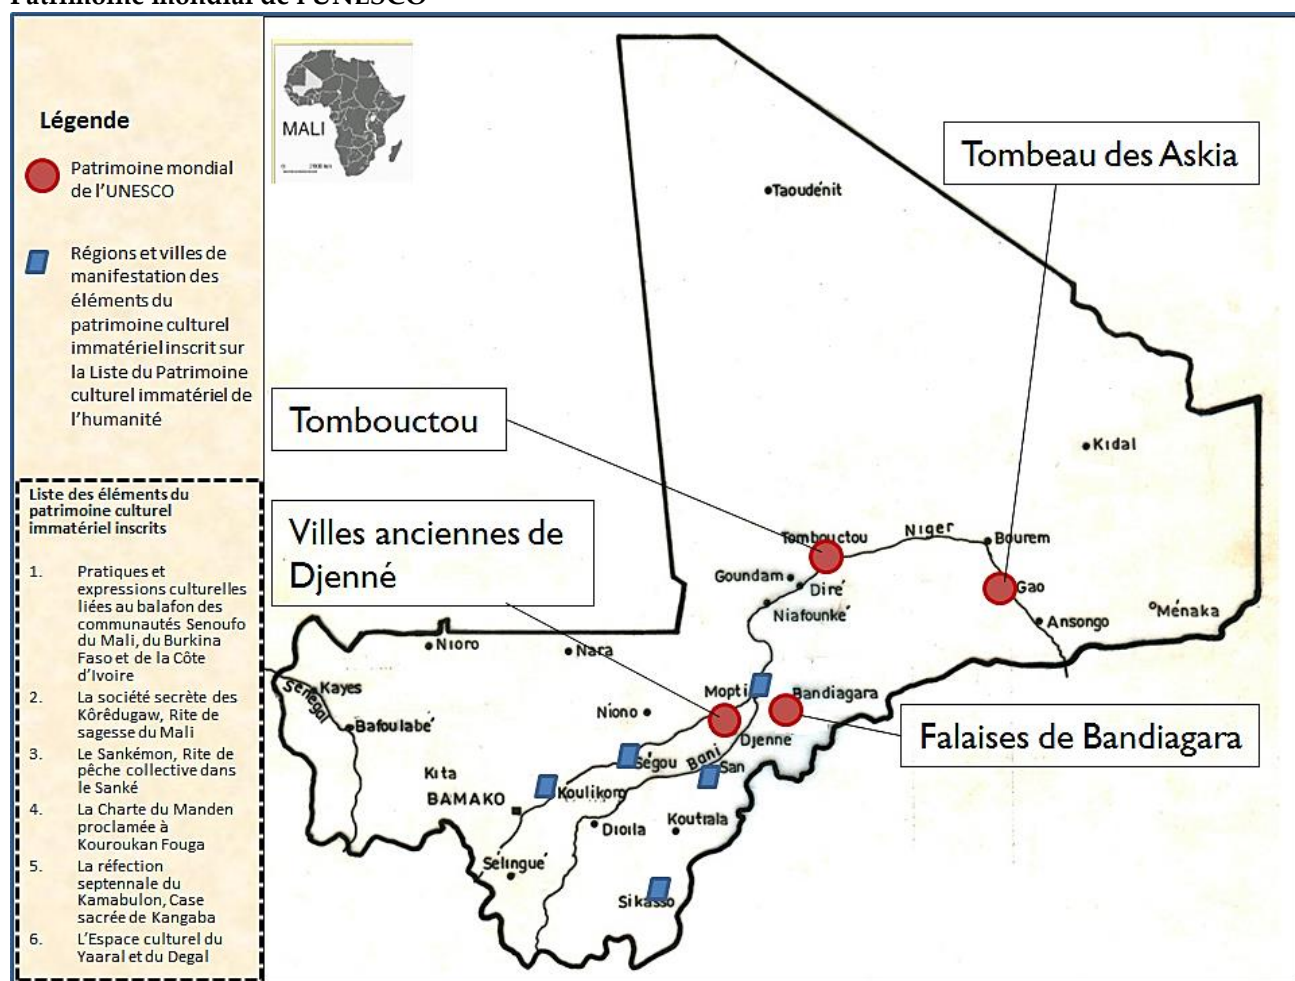 Patrimoine mondial de l'UNESCO
Légende
Patrimoine mondial
de l'UNESCO
Régions et villes de
manifestation des
éléments du
patrimoine culturel
immatériel inscrit sur
la Liste du Patrimoine
culturel immatériel de
l'humanité
Liste des éléments du
patrimoine culturel
immatériel inscrits
1. Pratiques et
expressions culturelles
liées au balafon des
communautés Senoufo
du Mali, du Burkina
Faso et de la Côte
d'Ivoire
2. La société secrète des
Kôrêdugaw, Rite de
sagesse du Mali
3. Le Sankémon, Rite de
pêche collective dans
le Sanké
4. La Charte du Manden
proclamée à
Kouroukan Fouga
5. La réfection
septennale du
Kamabulon, Case
sacrée de Kangaba
6. L'Espace culturel du
Yaaral et du Degal
MALI
Tombeau des Askia
Taoudénit
Tombouctou
Kidal
Villes anciennes de
Djenné
Tombouctou
Niger
Bourem
Goundam
Diré
Gao
Niafounké
Ansongo
Ménaka
Nioro
Nara
Sénégal
Kayes
Mopti
Bandiagara
Niono
Bafoulabé
Djenné
Falaises de Bandiagara
Ségou
Bani
San
Kita
Koulikoro
BAMAKO
Dioila
Koutiala
Sélingué
Sikasso